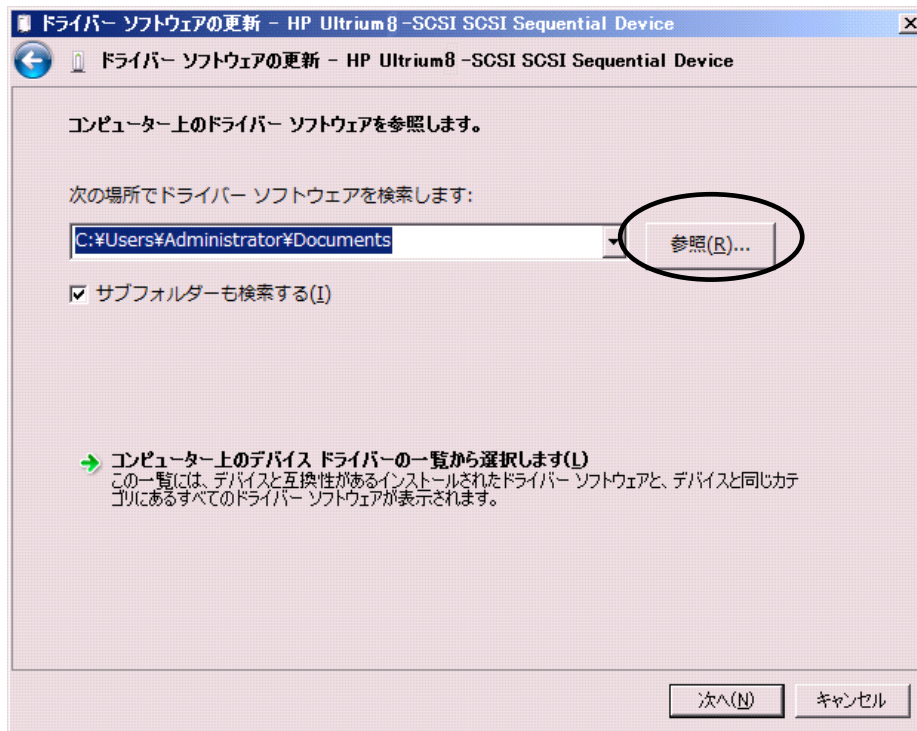 ドライバー ソフトウェアの更新 - HP Ultrium8-SCSI SCSI Sequential Device
ドライバー ソフトウェアの更新 - HP Ultrium8-SCSI SCSI Sequential Device
コンピューター上のドライバー ソフトウェアを参照します。
次の場所でドライバー ソフトウェアを検索します:
C:¥Users¥Administrator¥Documents
参照(R)...
サブフォルダーも検索する(I)
コンピューター上のデバイス ドライバーの一覧から選択します(L)
この一覧には、デバイスと互換性があるインストールされたドライバー ソフトウェアと、デバイスと同じカテ
ゴリにあるすべてのドライバー ソフトウェアが表示されます。
次へ(N)
キャンセル